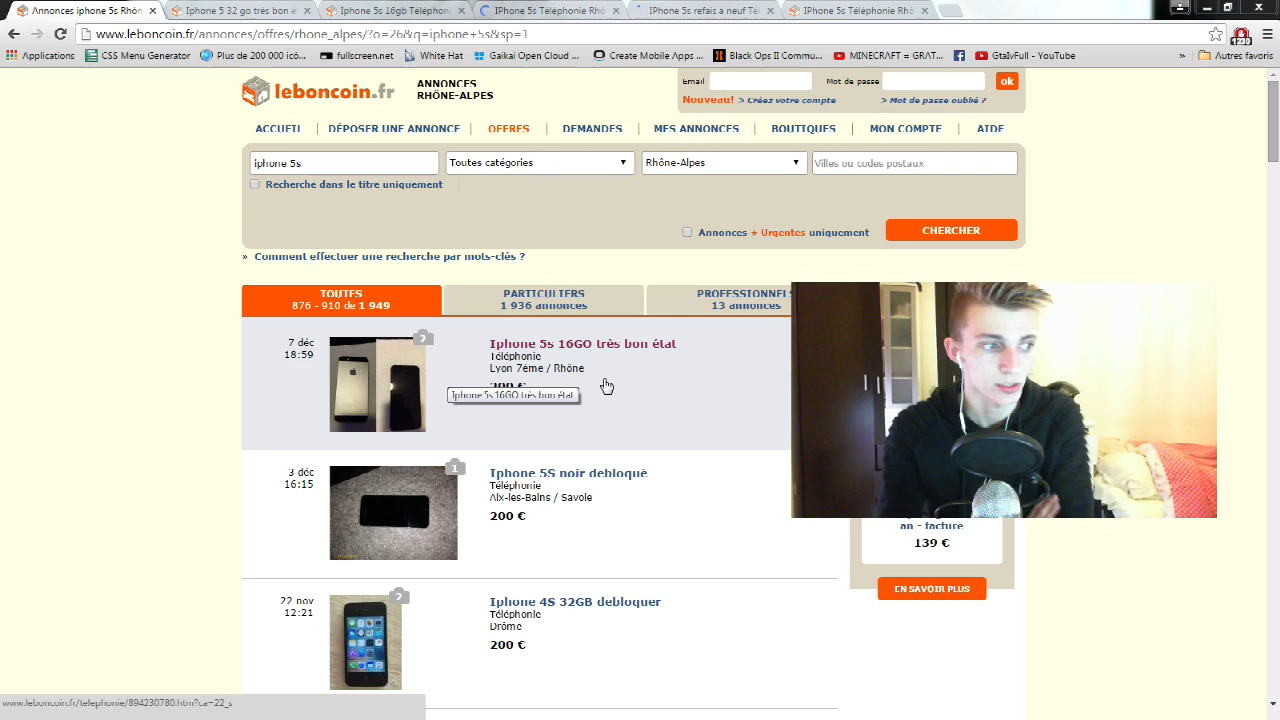 Annonces iphone 5s Rhôn
Iphone 5 32 go très bon e
Iphone 5s 16gb Téléphoni
iPhone 5s Téléphonie Rhô
iPhone 5s refais a neuf Té
iPhone 5s Téléphonie Rhô
www.leboncoin.fr/annonces/offres/rhone_alpes/?o=26&q=iphone+5s&sp=1
Applications
CSS Menu Generator
Plus de 200 000 icô...
fullscreen.net
White Hat
Gaikai Open Cloud ...
Create Mobile Apps ...
Black Ops II Commu...
MINECRAFT = GRAT...
GtaIvFull - YouTube
»
Autres favoris
leboncoin.fr
ANNONCES
RHÔNE-ALPES
Email
Mot de passe
ok
Nouveau! > Créez votre compte
> Mot de passe oublié ?
ACCUEIL | DÉPOSER UNE ANNONCE | OFFRES | DEMANDES | MES ANNONCES | BOUTIQUES | MON COMPTE | AIDE
iphone 5s
Toutes catégories
Rhône-Alpes
Villes ou codes postaux
Recherche dans le titre uniquement
Annonces ★ Urgentes uniquement
CHERCHER
» Comment effectuer une recherche par mots-clés ?
TOUTES
876 - 910 de 1 949
PARTICULIERS
1 936 annonces
PROFESSIONNELS
13 annonces
7 déc
18:59
2
Iphone 5s 16GO très bon état
Téléphonie
Lyon 7éme / Rhône
200 €
Iphone 5s 16GO très bon état
3 déc
16:15
1
Iphone 5S noir debloqué
Téléphonie
Aix-les-Bains / Savoie
200 €
22 nov
12:21
2
Iphone 4S 32GB debloquer
Téléphonie
Drôme
200 €
an - facture
139 €
EN SAVOIR PLUS
www.leboncoin.fr/telephonie/894230780.htm?ca=22_s